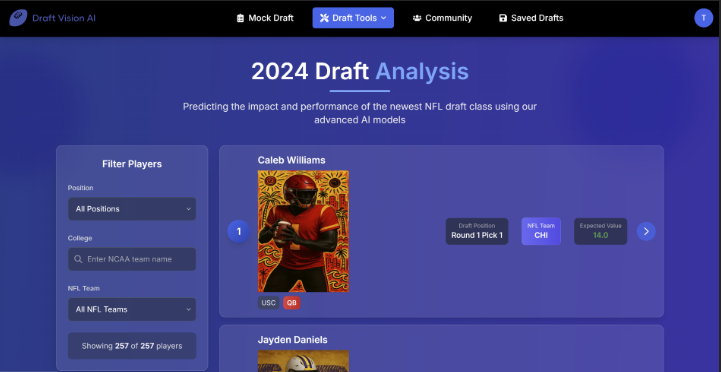 Draft Vision AI
Mock Draft
Draft Tools
Community
Saved Drafts
T
2024 Draft Analysis
Predicting the impact and performance of the newest NFL draft class using our
advanced AI models
Filter Players
Position
All Positions
College
Enter NCAA team name
NFL Team
All NFL Teams
Showing 257 of 257 players
1
Caleb Williams
USC
QB
Draft Position
Round 1 Pick 1
NFL Team
CHI
Expected Value
14.0
Jayden Daniels